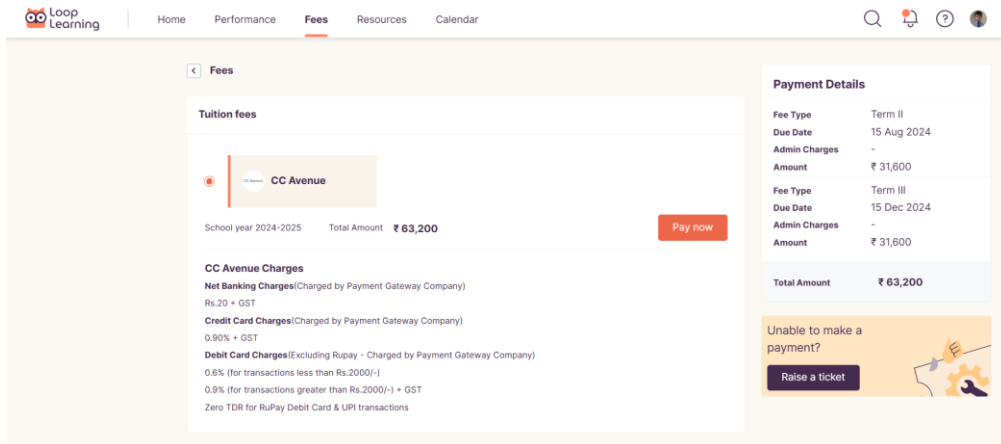 Loop
Learning
Home Performance Fees Resources Calendar
Fees
Tuition fees
CC Avenue
School year 2024-2025 Total Amount ₹ 63,200 Pay now
CC Avenue Charges
Net Banking Charges(Charged by Payment Gateway Company)
Rs.20 + GST
Credit Card Charges(Charged by Payment Gateway Company)
0.90% + GST
Debit Card Charges(Excluding Rupay - Charged by Payment Gateway Company)
0.6% (for transactions less than Rs.2000/-)
0.9% (for transactions greater than Rs.2000/-) + GST
Zero TDR for RuPay Debit Card & UPI transactions
Payment Details
Fee Type Term II
Due Date 15 Aug 2024
Admin Charges -
Amount ₹ 31,600
Fee Type Term III
Due Date 15 Dec 2024
Admin Charges -
Amount ₹ 31,600
Total Amount ₹ 63,200
Unable to make a
payment?
Raise a ticket